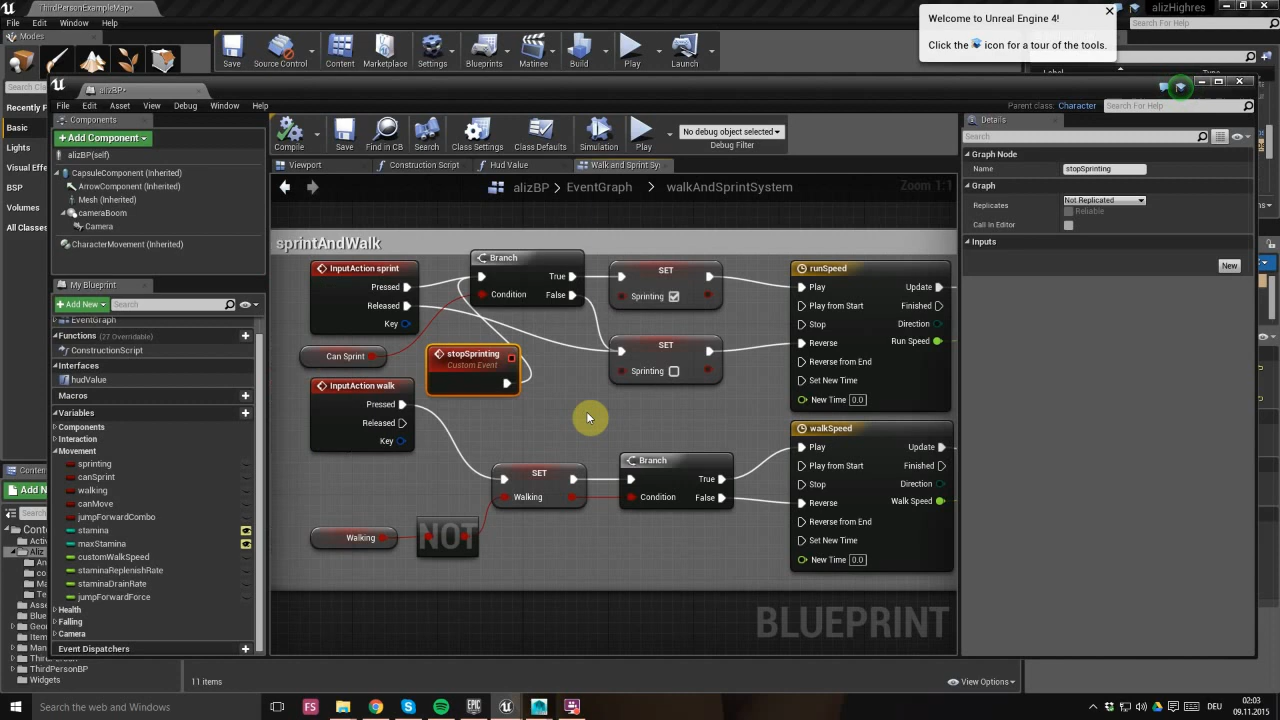 ThirdPersonExampleMap*
alizHighres
File Edit Window Help
Search For Help
Modes
Save Source Control Content Marketplace Settings Blueprints Matinee Build Play Launch
Welcome to Unreal Engine 4!
Click the icon for a tour of the tools.
Label Type
Recently P
Basic
Lights
Visual Effe
BSP
Volumes
All Classes
alizBP*
File Edit Asset View Debug Window Help
Parent class: Character
Search For Help
Components
+Add Component
alizBP(self)
CapsuleComponent (Inherited)
ArrowComponent (Inherited)
Mesh (Inherited)
cameraBoom
Camera
CharacterMovement (Inherited)
My Blueprint
+Add New
Search
EventGraph
Functions (27 Overridable)
ConstructionScript
Interfaces
hudValue
Macros
Variables
Components
Interaction
Movement
sprinting
canSprint
walking
canMove
jumpForwardCombo
stamina
maxStamina
customWalkSpeed
staminaReplenishRate
staminaDrainRate
jumpForwardForce
Health
Falling
Camera
Event Dispatchers
Compile Save Find in CB Search Class Settings Class Defaults Simulation Play
No debug object selected
Debug Filter
Viewport
Construction Script
Hud Value
Walk and Sprint Sy
alizBP > EventGraph > walkAndSprintSystem
Zoom 1:1
sprintAndWalk
InputAction sprint
Pressed
Released
Key
Can Sprint
Branch
True
Condition False
SET
Sprinting
SET
Sprinting
stopSprinting
Custom Event
InputAction walk
Pressed
Released
Key
SET
Walking
Branch
True
Condition False
Walking
NOT
runSpeed
Play Update
Play from Start Finished
Stop Direction
Reverse Run Speed
Reverse from End
Set New Time
New Time 0.0
walkSpeed
Play Update
Play from Start Finished
Stop Direction
Reverse Walk Speed
Reverse from End
Set New Time
New Time 0.0
BLUEPRINT
Details
Search
Graph Node
Name stopSprinting
Graph
Replicates Not Replicated
Reliable
Call In Editor
Inputs
New
Conten
Add N
Conte
Aliz
Item
Widgets
ThirdPersonBP
11 items
View Options
Search the web and Windows
DEU
02:03
09.11.2015